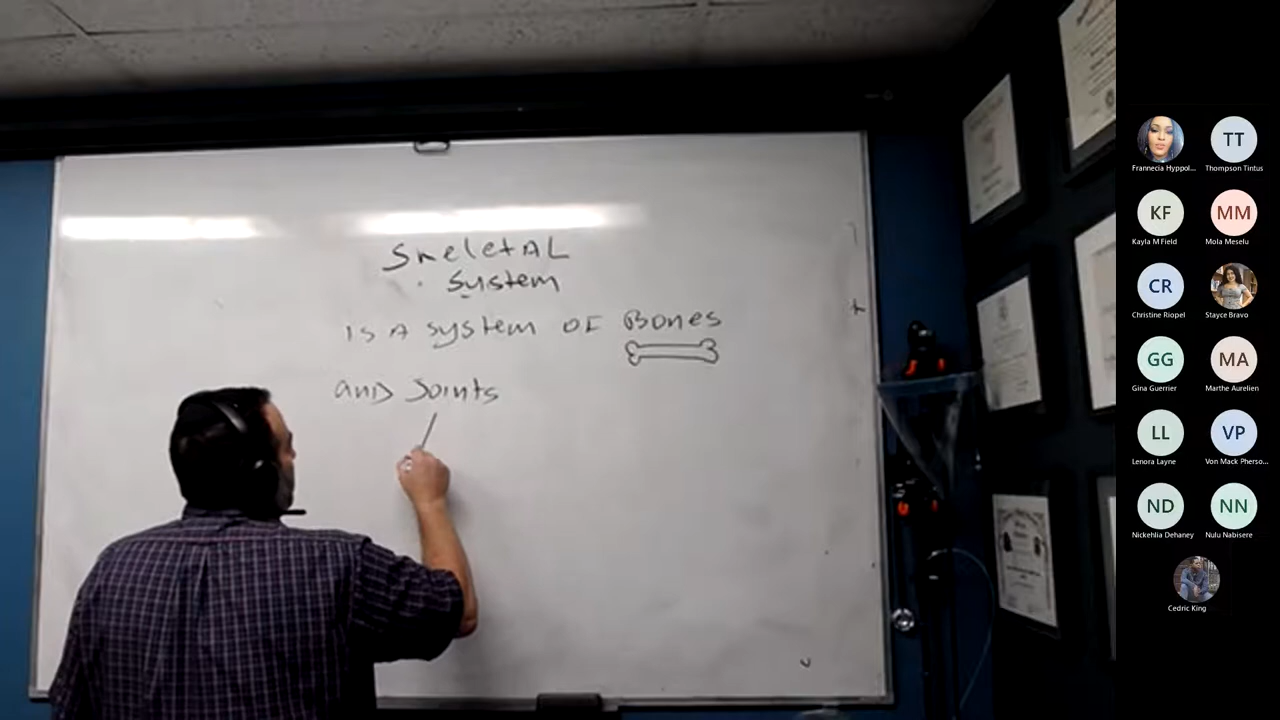 SKeletAL
System
is A System OF Bones
anD Joints
TT
Frannecia Hyppol...
Thompson Tintus
KF
MM
Kayla M Field
Mola Meselu
CR
Christine Riopel
Stayce Bravo
GG
MA
Gina Guerrier
Marthe Aurelien
LL
VP
Lenora Layne
Von Mack Pherso...
ND
NN
Nickehlia Dehaney
Nulu Nabisere
Cedric King